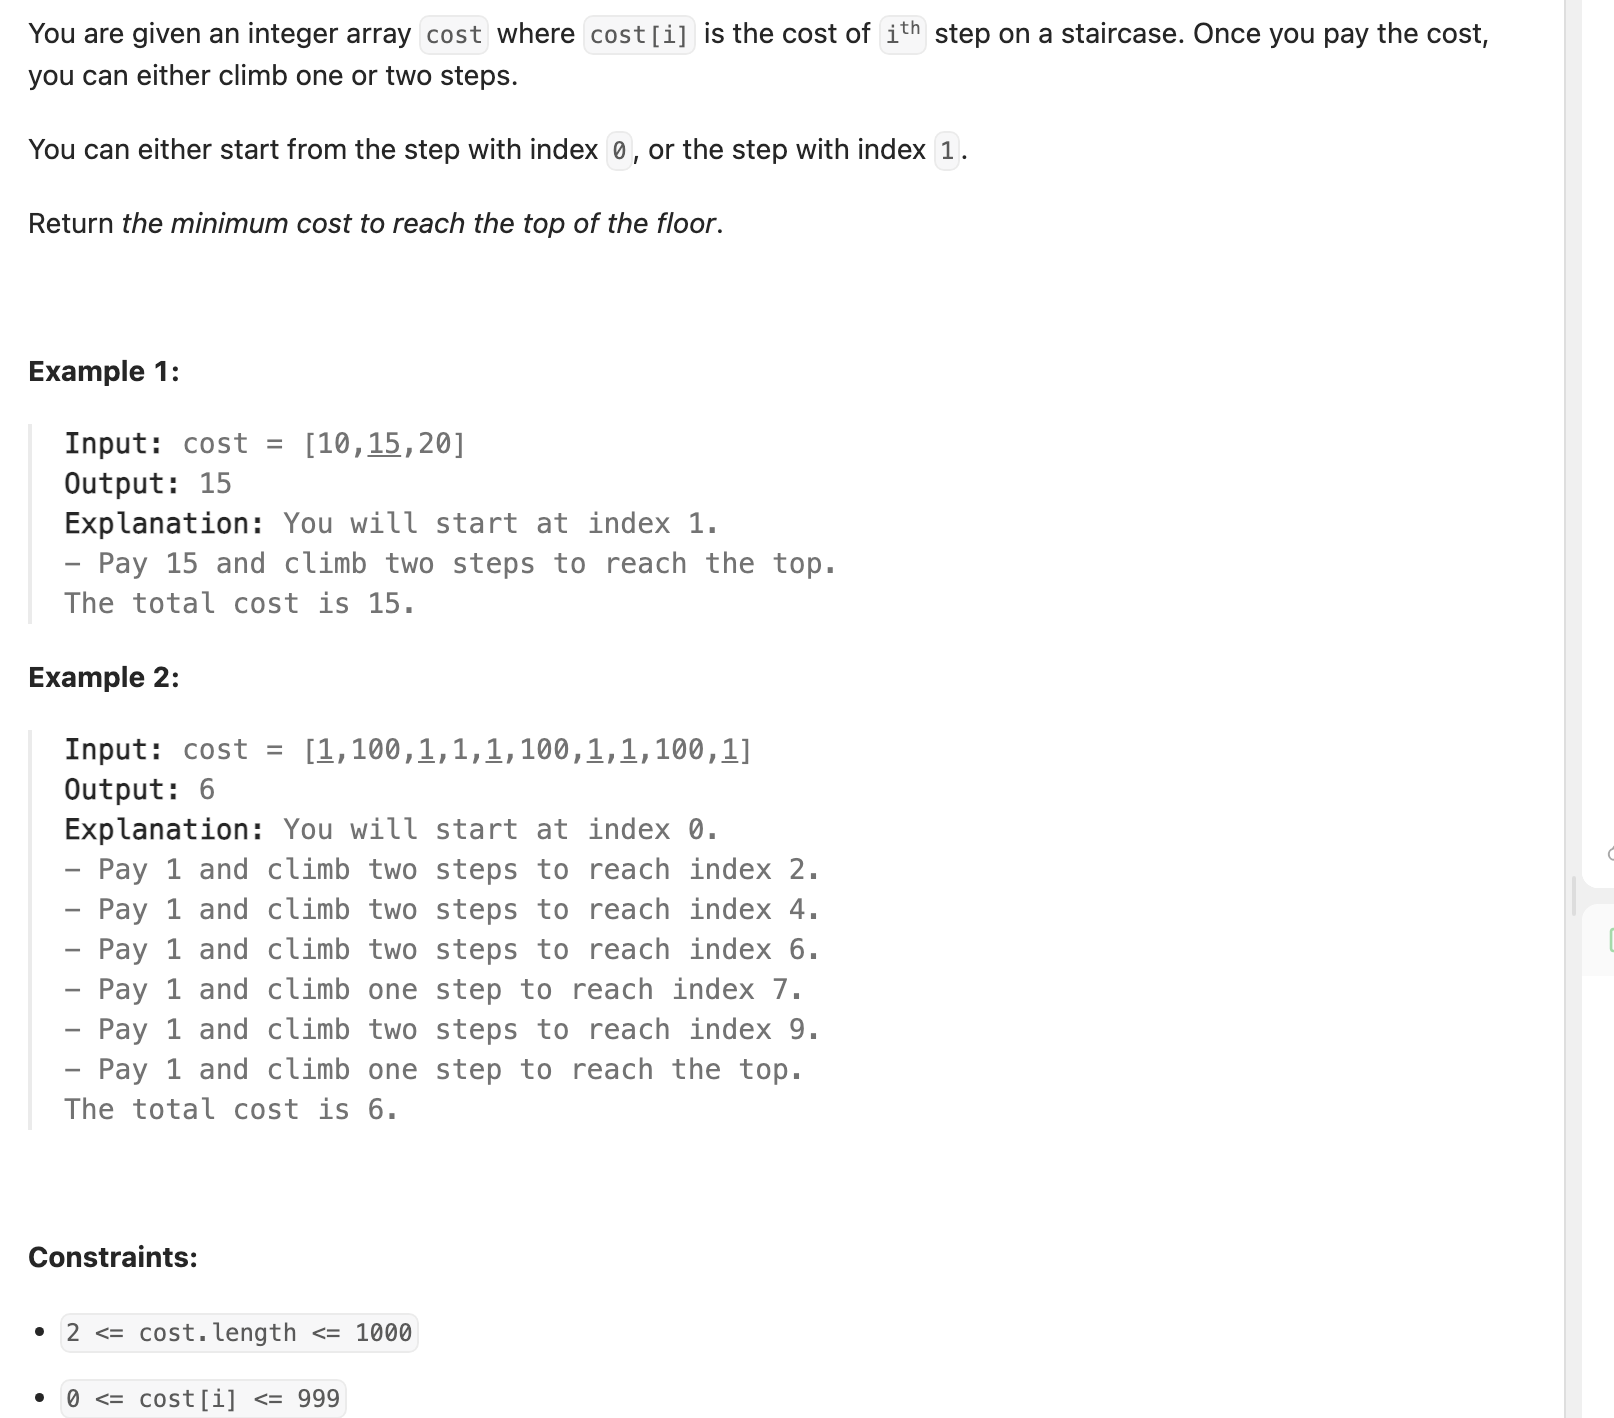 You are given an integer array cost where cost[i] is the cost of ith step on a staircase. Once you pay the cost,
you can either climb one or two steps.
You can either start from the step with index 0, or the step with index 1.
Return the minimum cost to reach the top of the floor.
Example 1:
Input: cost = [10,15,20]
Output: 15
Explanation: You will start at index 1.
- Pay 15 and climb two steps to reach the top.
The total cost is 15.
Example 2:
Input: cost = [1,100,1,1,1,100,1,1,100,1]
Output: 6
Explanation: You will start at index 0.
- Pay 1 and climb two steps to reach index 2.
- Pay 1 and climb two steps to reach index 4.
- Pay 1 and climb two steps to reach index 6.
- Pay 1 and climb one step to reach index 7.
- Pay 1 and climb two steps to reach index 9.
- Pay 1 and climb one step to reach the top.
The total cost is 6.
Constraints:
• 2 <= cost.length <= 1000
• 0 <= cost[i] <= 999